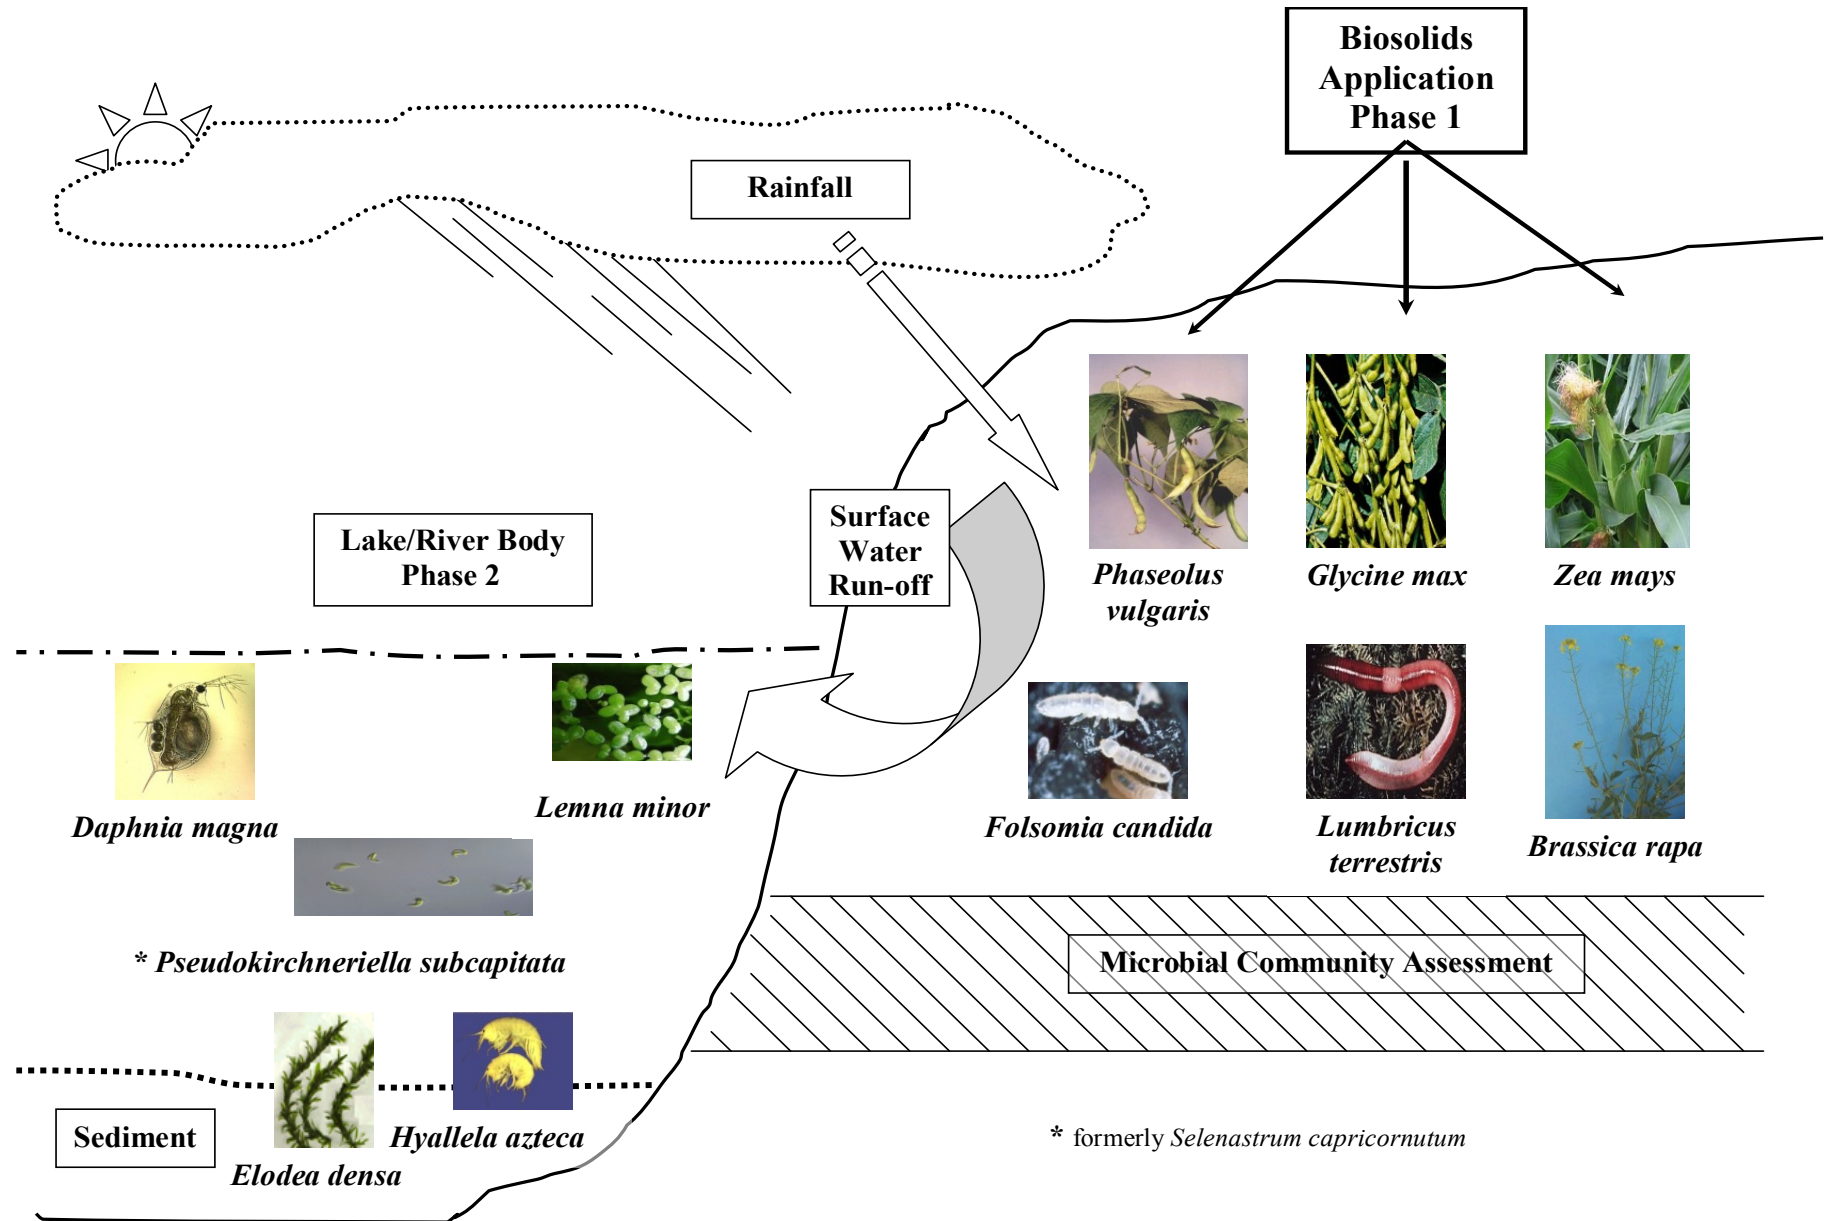 Biosolids
Application
Phase 1
Rainfall
Surface
Water
Run-off
Lake/River Body
Phase 2
Phaseolus
vulgaris
Glycine max
Zea mays
Daphnia magna
Lemna minor
Folsomia candida
Lumbricus
terrestris
Brassica rapa
* Pseudokirchneriella subcapitata
Microbial Community Assessment
Sediment
Elodea densa
Hyallela azteca
* formerly Selenastrum capricornutum